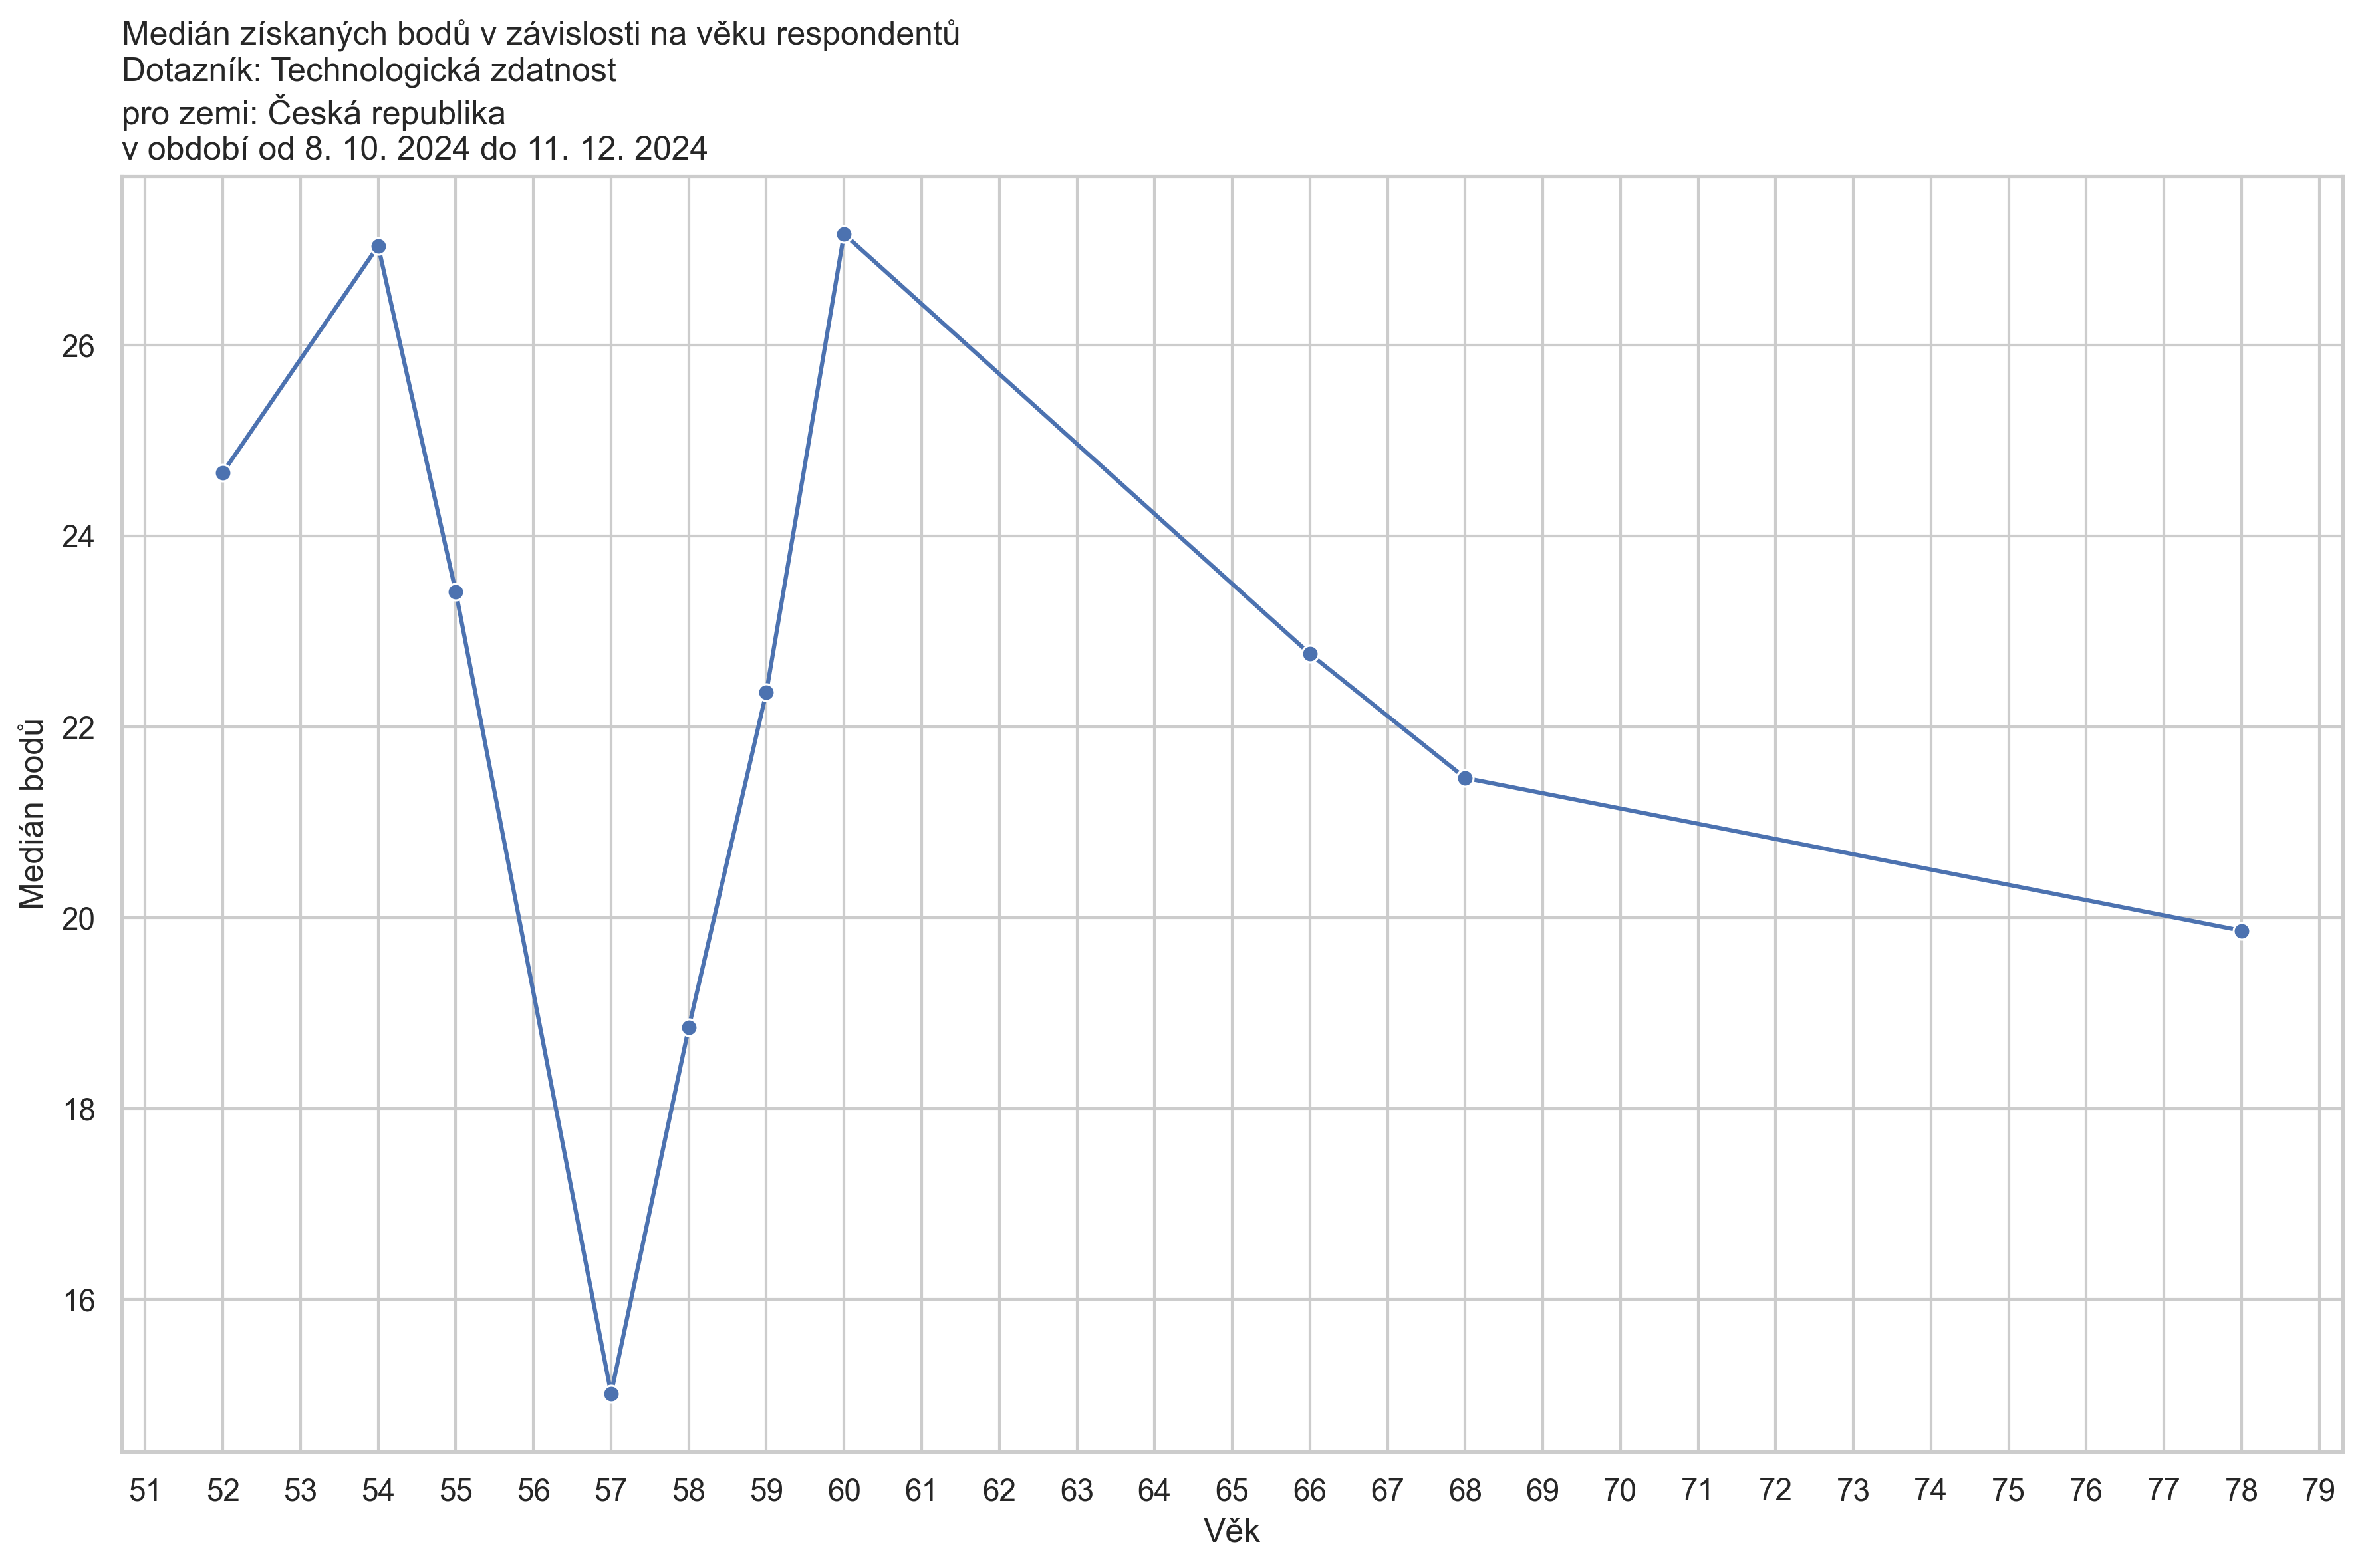 Medián získaných bodů v závislosti na věku respondentů
Dotazník: Technologická zdatnost
pro zemi: Česká republika
v období od 8. 10. 2024 do 11. 12. 2024
26
24
22
20
18
16
Medián bodů
51 52 53 54 55 56 57 58 59 60 61 62 63 64 65 66 67 68 69 70 71 72 73 74 75 76 77 78 79
Věk